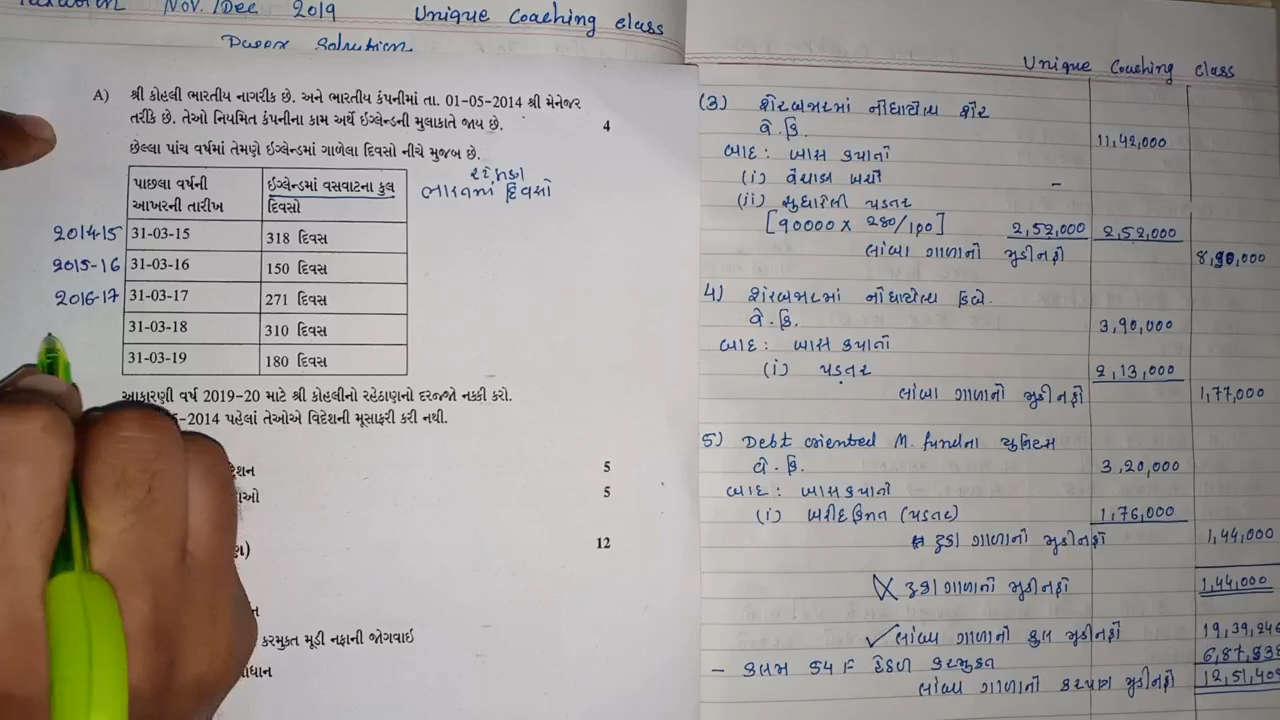 Nov./Dec 2019 Unique Coaching Class
Paper Solution
A) શ્રી કોહલી ભારતીય નાગરીક છે. અને ભારતીય કંપનીમાં તા. 01-05-2014 શ્રી મેનેજર
તરીકે છે. તેઓ નિયમિત કંપનીના કામ અર્થે ઇંગ્લેન્ડની મુલાકાતે જાય છે. 4
છેલ્લા પાંચ વર્ષમાં તેમણે ઇંગ્લેન્ડમાં ગાળેલા દિવસો નીચે મુજબ છે.
પાછલા વર્ષની ઇંગ્લેન્ડમાં વસવાટના કુલ
આખરની તારીખ દિવસો
ભારતમાં દિવસો
2014-15 31-03-15 318 દિવસ
2015-16 31-03-16 150 દિવસ
2016-17 31-03-17 271 દિવસ
31-03-18 310 દિવસ
31-03-19 180 દિવસ
આકારણી વર્ષ 2019-20 માટે શ્રી કોહલીનો રહેઠાણનો દરજ્જો નક્કી કરો.
-2014 પહેલાં તેઓએ વિદેશની મૂસાફરી કરી નથી.
5
5
12
કરમુક્ત મૂડી નફાની જોગવાઇ
Unique Coaching Class
(3) શેરબજારમાં નોંધાયેલ શેર
વે. કિ. 11,42,000
બાદ: ખાસ કપાતો
(i) વેચાણ ખર્ચ -
(ii) સુધારેલી પડતર
[90000 x 280/100] 2,52,000 2,52,000
લાંબા ગાળાનો મુડીનફો 8,90,000
4) શેરબજારમાં નોંધાયેલ ડિબે.
વે. કિ. 3,90,000
બાદ: ખાસ કપાતો
(i) પડતર 2,13,000
લાંબા ગાળાનો મુડીનફો 1,77,000
5) Debt oriented M. fundના યુનિટસ
વે. કિ. 3,20,000
બાદ: ખાસ કપાતો
(i) ખરીદકિંમત (પડતર) 1,76,000
ટુંકા ગાળાનો મુડીનફો 1,44,000
ટુંકા ગાળાનો મુડીનફો 1,44,000
લાંબા ગાળાનો કુલ મુડીનફો
- કલમ 54 F હેઠળ કરમુકત
લાંબા ગાળાનો કરપાત્ર મુડીનફો